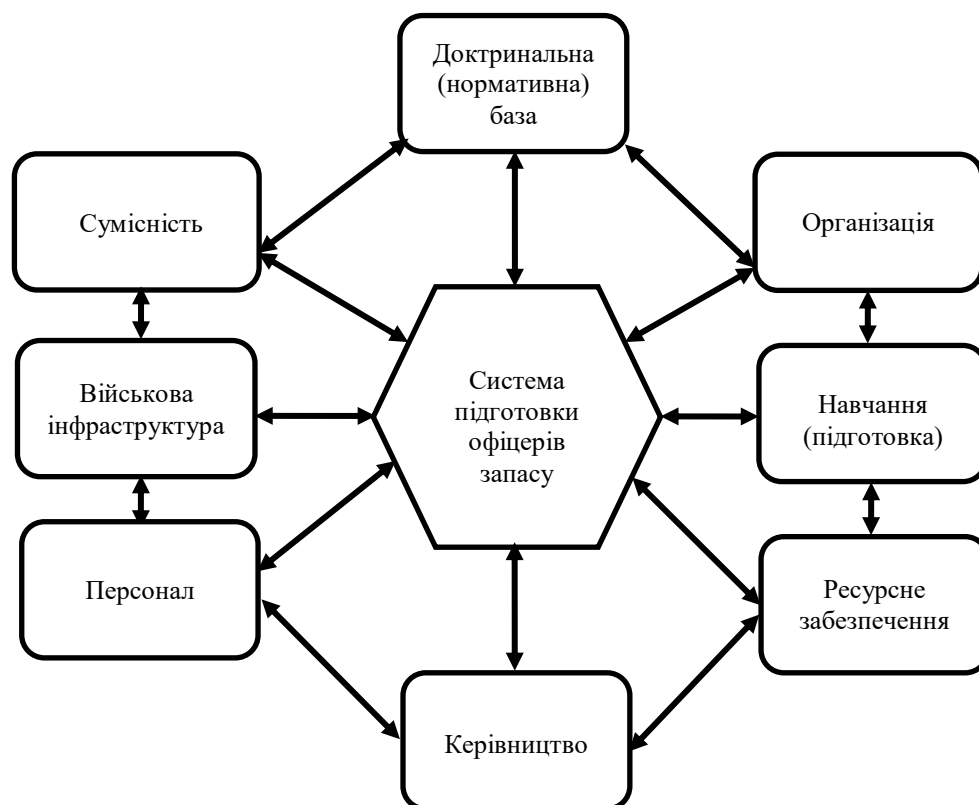 Доктринальна
(нормативна)
база
Сумісність
Організація
Військова
інфраструктура
Система
підготовки
офіцерів
запасу
Навчання
(підготовка)
Персонал
Ресурсне
забезпечення
Керівництво